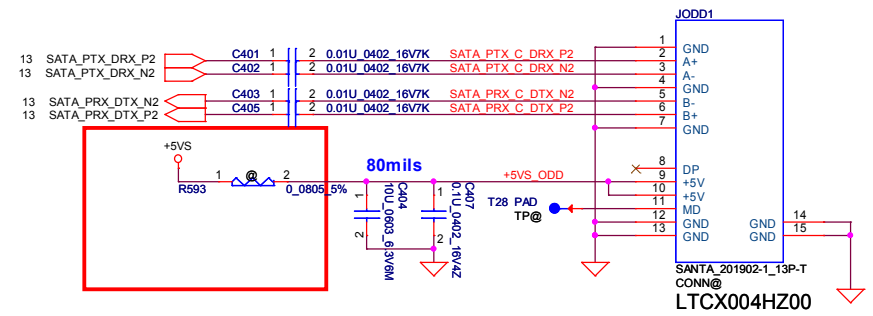 JODD1
13 SATA_PTX_DRX_P2 C401 1 2 0.01U_0402_16V7K SATA_PTX_C_DRX_P2
13 SATA_PTX_DRX_N2 C402 1 2 0.01U_0402_16V7K SATA_PTX_C_DRX_N2
13 SATA_PRX_DTX_N2 C403 1 2 0.01U_0402_16V7K SATA_PRX_C_DTX_N2
13 SATA_PRX_DTX_P2 C405 1 2 0.01U_0402_16V7K SATA_PRX_C_DTX_P2
1 GND
2 A+
3 A-
4 GND
5 B-
6 B+
7 GND
8 DP
9 +5V
10 +5V
11 MD
12 GND
13 GND
GND 14
GND 15
+5VS
1 @ 2
R593 0_0805_5%
80mils
+5VS_ODD
1 2 C404
10U_0603_6.3V6M
1 2 C407
0.1U_0402_16V4Z
T28 PAD
TP@
SANTA_201902-1_13P-T
CONN@
LTCX004HZ00